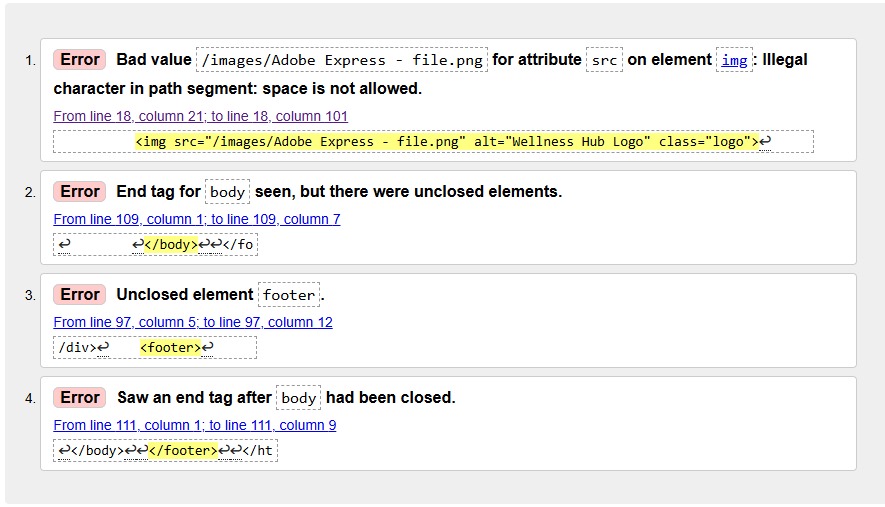 1. Error Bad value /images/Adobe Express - file.png for attribute src on element img: Illegal
character in path segment: space is not allowed.
From line 18, column 21; to line 18, column 101
<img src="/images/Adobe Express - file.png" alt="Wellness Hub Logo" class="logo">↩
2. Error End tag for body seen, but there were unclosed elements.
From line 109, column 1; to line 109, column 7
↩ ↩</body>↩↩</fo
3. Error Unclosed element footer.
From line 97, column 5; to line 97, column 12
/div>↩ <footer>↩
4. Error Saw an end tag after body had been closed.
From line 111, column 1; to line 111, column 9
↩</body>↩↩</footer>↩↩</ht